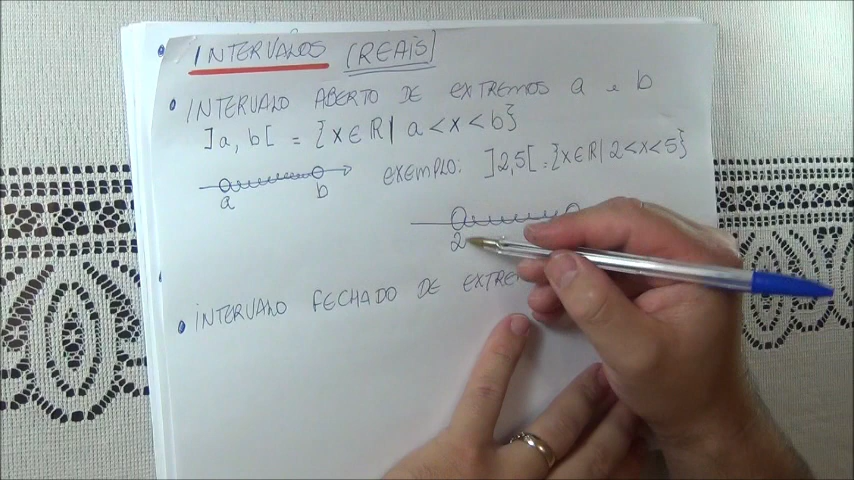 INTERVALOS (REAIS)
INTERVALO ABERTO DE EXTREMOS a e b
]a, b[ = {x ∈ ℝ | a < x < b}
a b
EXEMPLO: ]2,5[ = {x ∈ ℝ | 2 < x < 5}
2
INTERVALO FECHADO DE